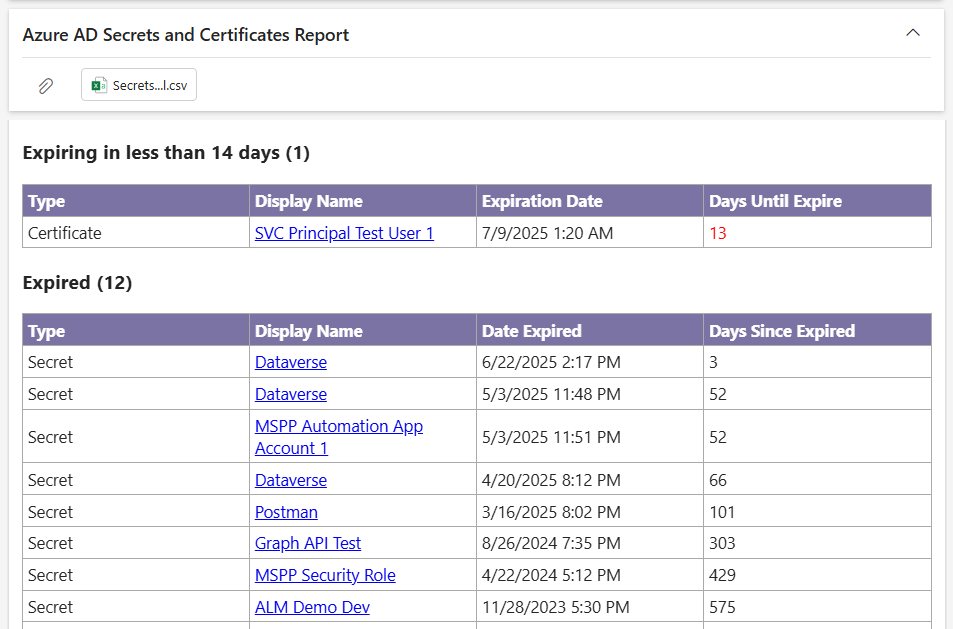 Azure AD Secrets and Certificates Report
Secrets...l.csv
Expiring in less than 14 days (1)
Type Display Name Expiration Date Days Until Expire
Certificate SVC Principal Test User 1 7/9/2025 1:20 AM 13
Expired (12)
Type Display Name Date Expired Days Since Expired
Secret Dataverse 6/22/2025 2:17 PM 3
Secret Dataverse 5/3/2025 11:48 PM 52
Secret MSPP Automation App
Account 1 5/3/2025 11:51 PM 52
Secret Dataverse 4/20/2025 8:12 PM 66
Secret Postman 3/16/2025 8:02 PM 101
Secret Graph API Test 8/26/2024 7:35 PM 303
Secret MSPP Security Role 4/22/2024 5:12 PM 429
Secret ALM Demo Dev 11/28/2023 5:30 PM 575